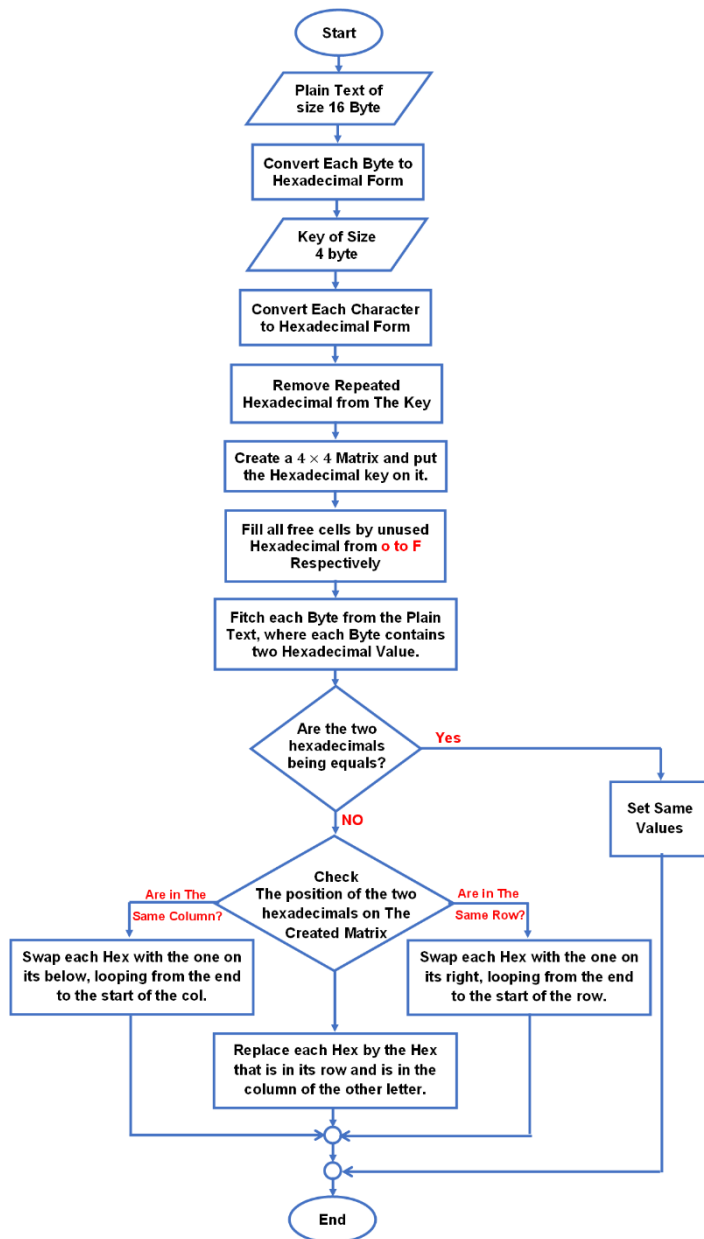 Start
Plain Text of
size 16 Byte
Convert Each Byte to
Hexadecimal Form
Key of Size
4 byte
Convert Each Character
to Hexadecimal Form
Remove Repeated
Hexadecimal from The Key
Create a 4 × 4 Matrix and put
the Hexadecimal key on it.
Fill all free cells by unused
Hexadecimal from o to F
Respectively
Fitch each Byte from the Plain
Text, where each Byte contains
two Hexadecimal Value.
Are the two
hexadecimals
being equals?
Yes
Set Same
Values
NO
Check
The position of the two
hexadecimals on The
Created Matrix
Are in The
Same Column?
Are in The
Same Row?
Swap each Hex with the one on
its below, looping from the end
to the start of the col.
Swap each Hex with the one on
its right, looping from the end
to the start of the row.
Replace each Hex by the Hex
that is in its row and is in the
column of the other letter.
End